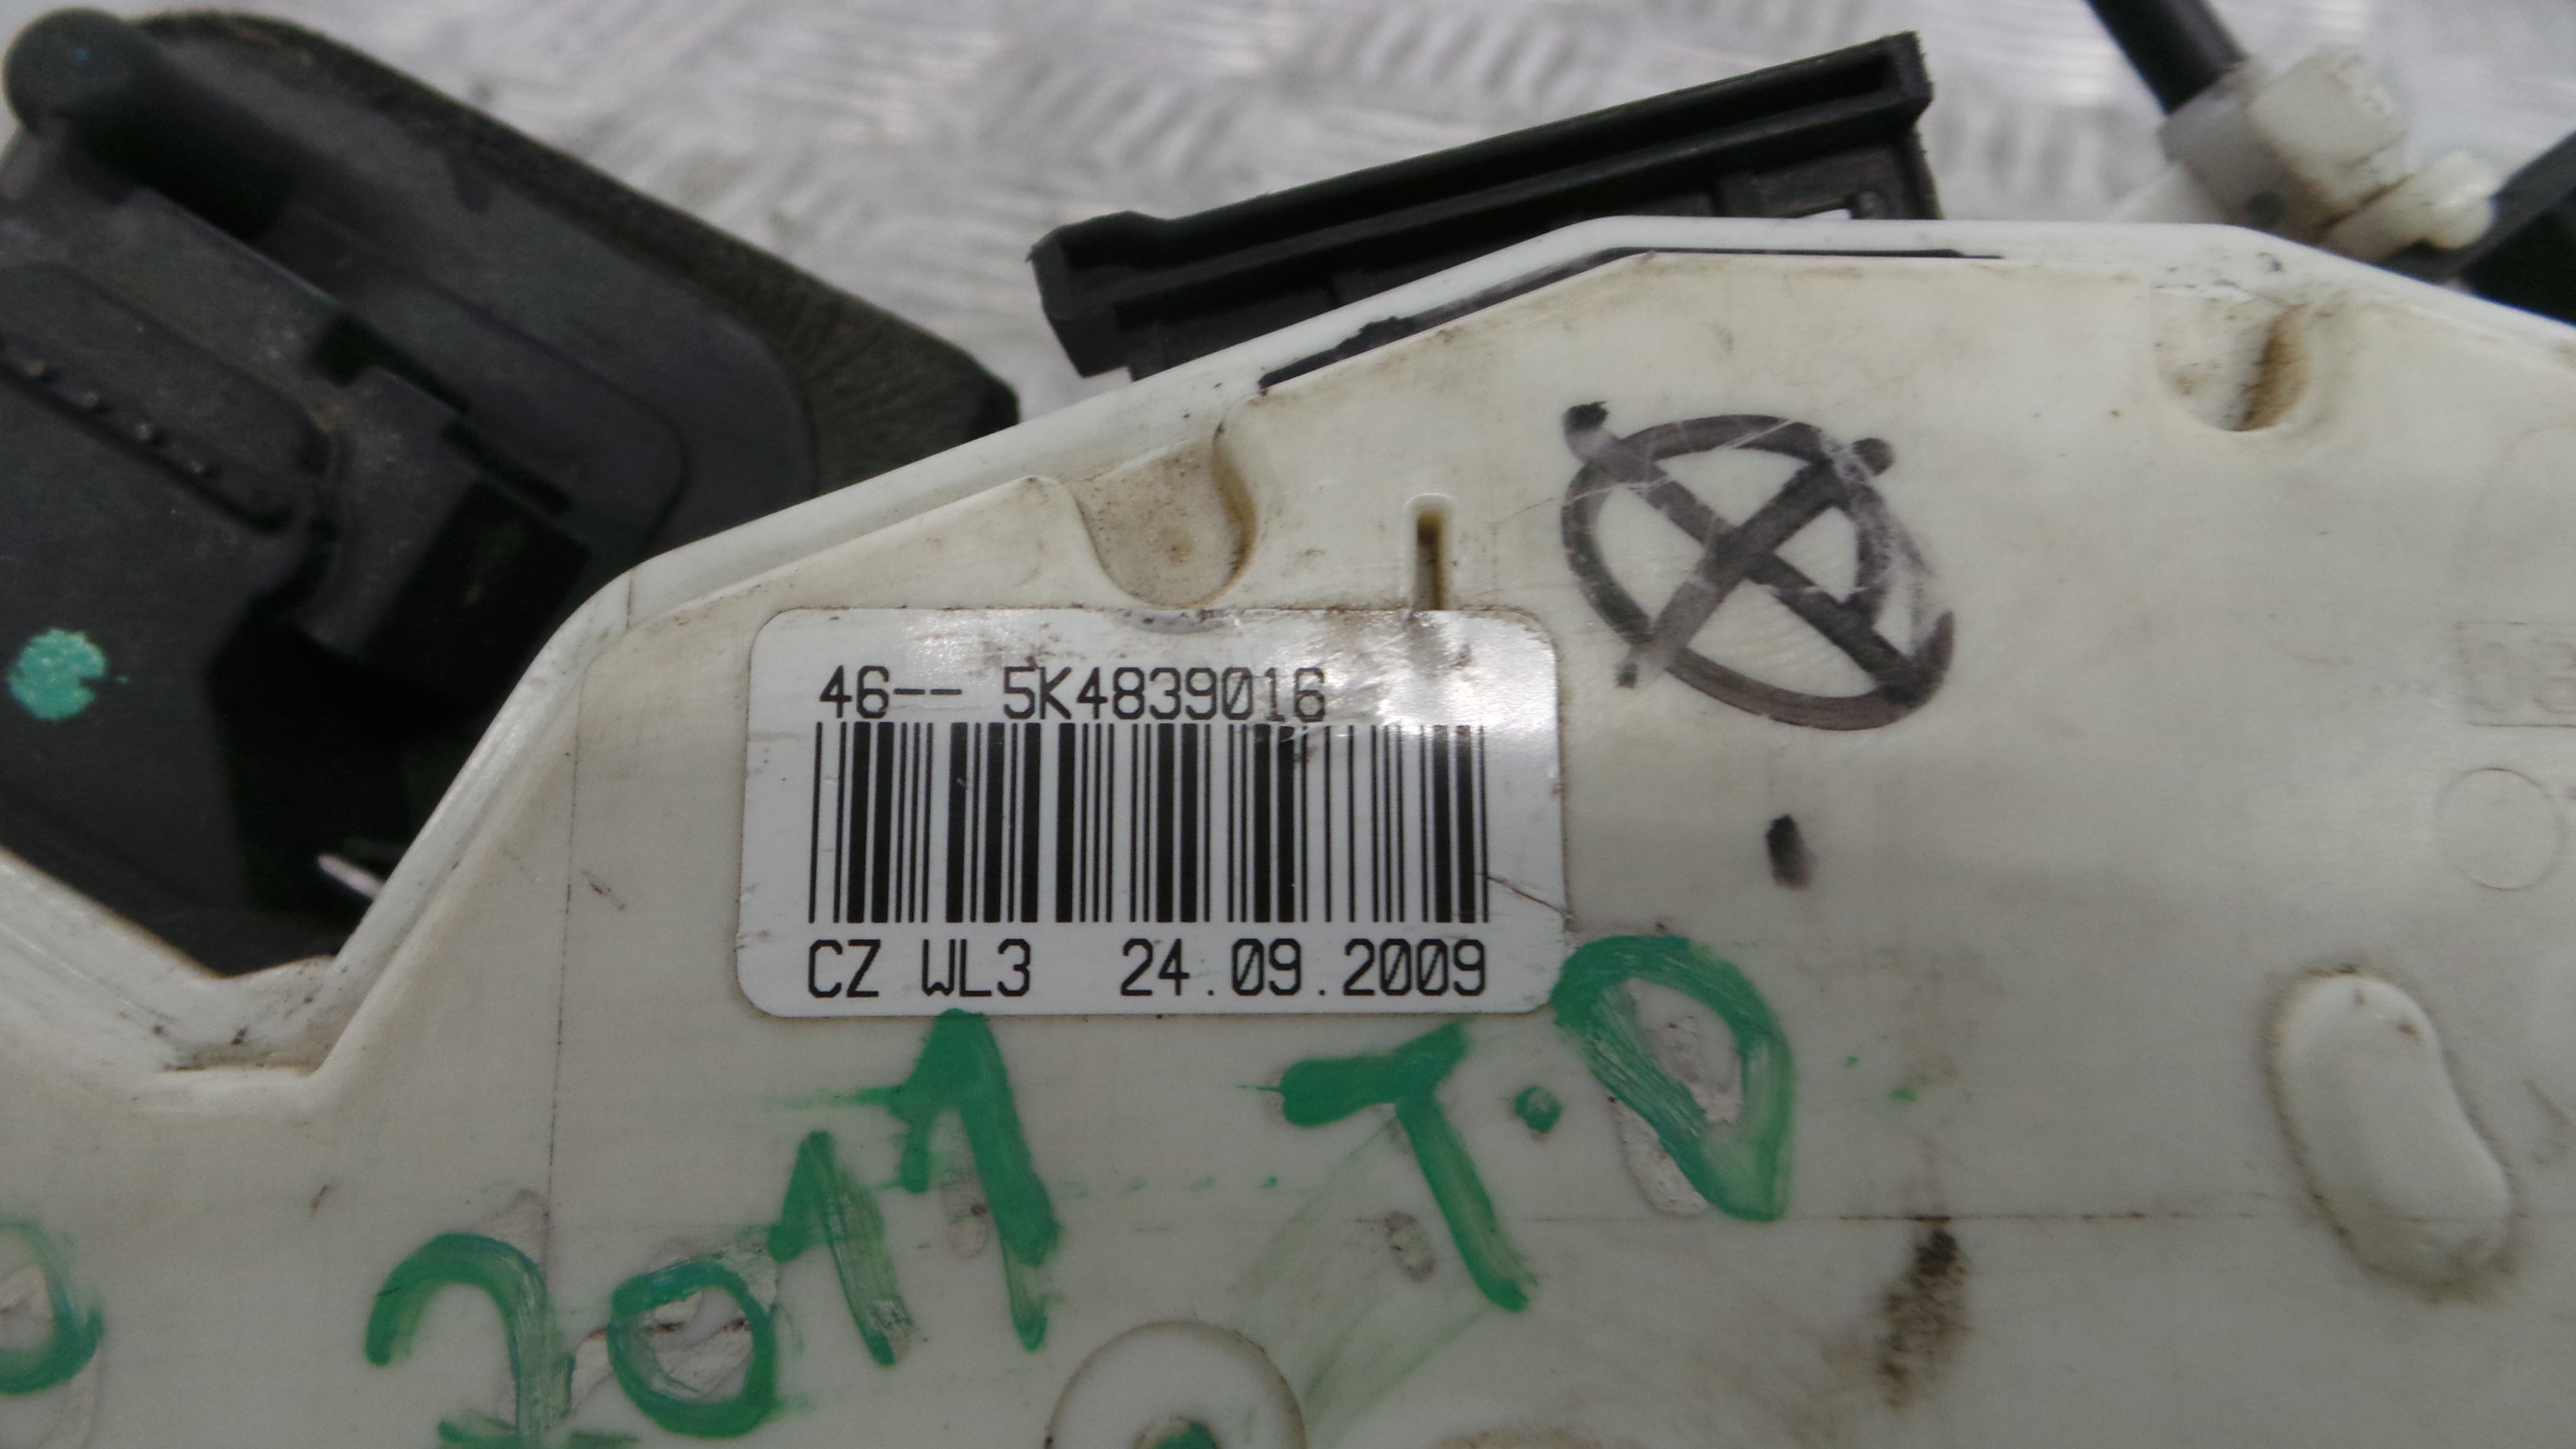 46-- 5K4839016
CZ WL3 24.09.2009
2011 T.D